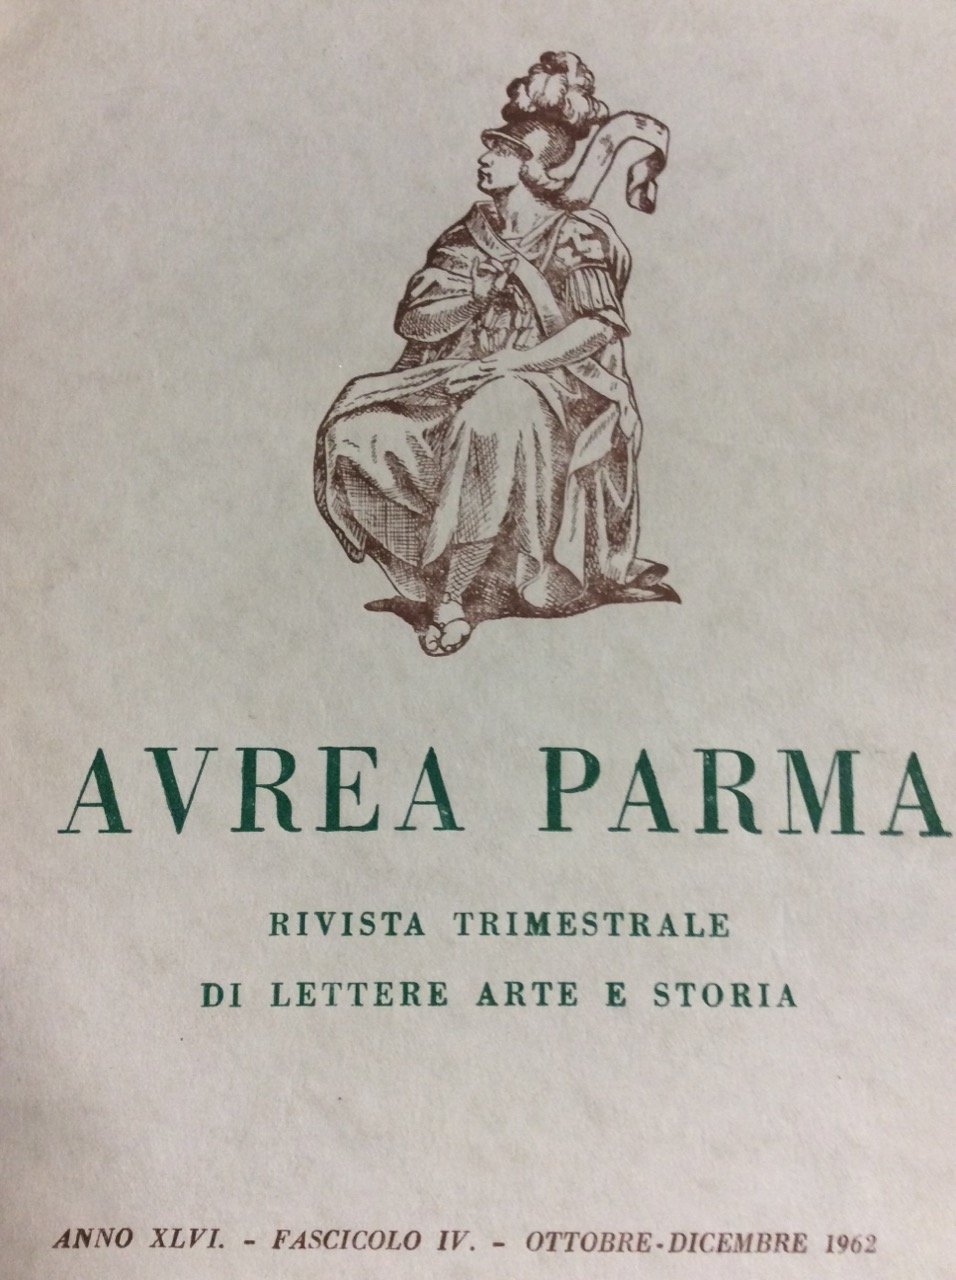 AVREA PARMA
RIVISTA TRIMESTRALE
DI LETTERE ARTE E STORIA
ANNO XLVI. - FASCICOLO IV. - OTTOBRE-DICEMBRE 1962